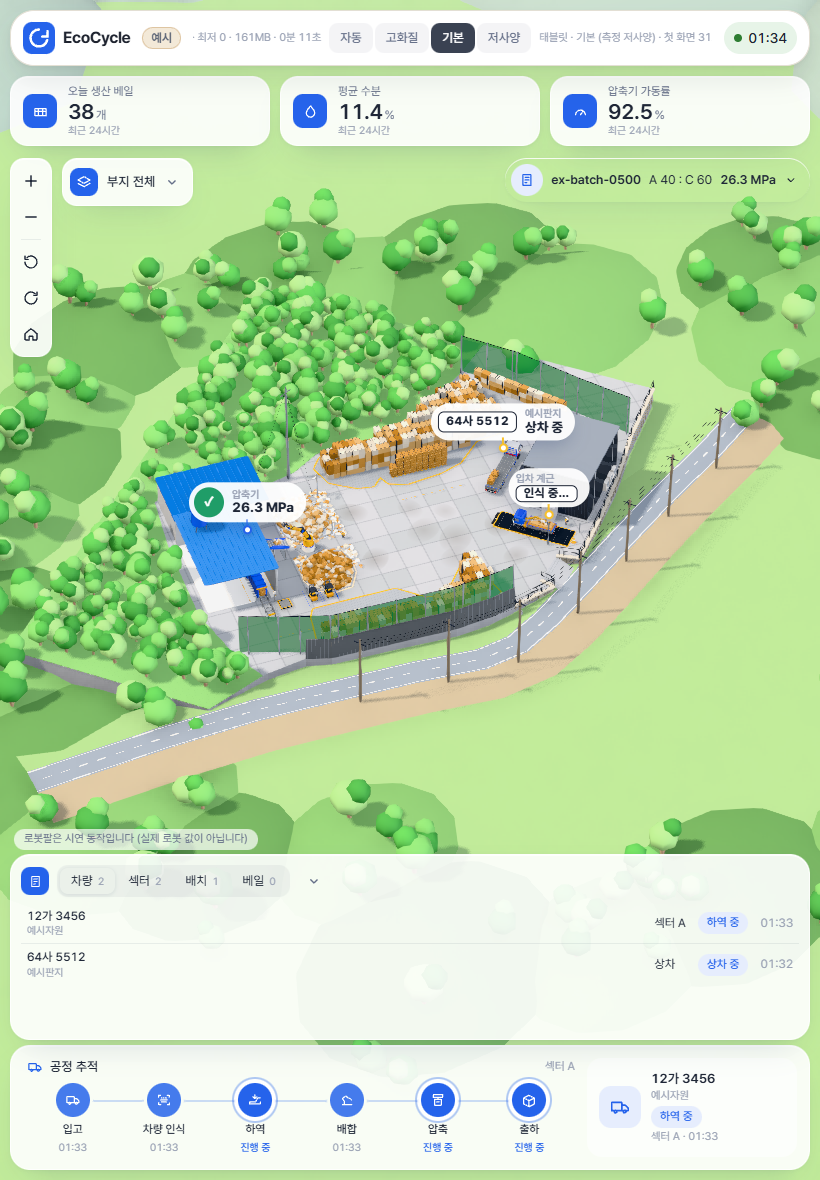 EcoCycle 예시 · 최저 0 · 161MB · 0분 11초 자동 고화질 기본 저사양 태블릿 · 기본 (측정 저사양) · 첫 화면 31 01:34
오늘 생산 베일
38개
최근 24시간
평균 수분
11.4%
최근 24시간
압축기 가동률
92.5%
최근 24시간
부지 전체
ex-batch-0500 A 40 : C 60 26.3 MPa
64사 5512
예시판지
상차 중
입차 계근
인식 중...
압축기
26.3 MPa
로봇팔은 시연 동작입니다 (실제 로봇 값이 아닙니다)
차량 2 섹터 2 배치 1 베일 0
12가 3456
예시자원
섹터 A 하역 중 01:33
64사 5512
예시판지
상차 상차 중 01:32
공정 추적
섹터 A
입고
01:33
차량 인식
01:33
하역
진행 중
배합
01:33
압축
진행 중
출하
진행 중
12가 3456
예시자원
하역 중
섹터 A · 01:33